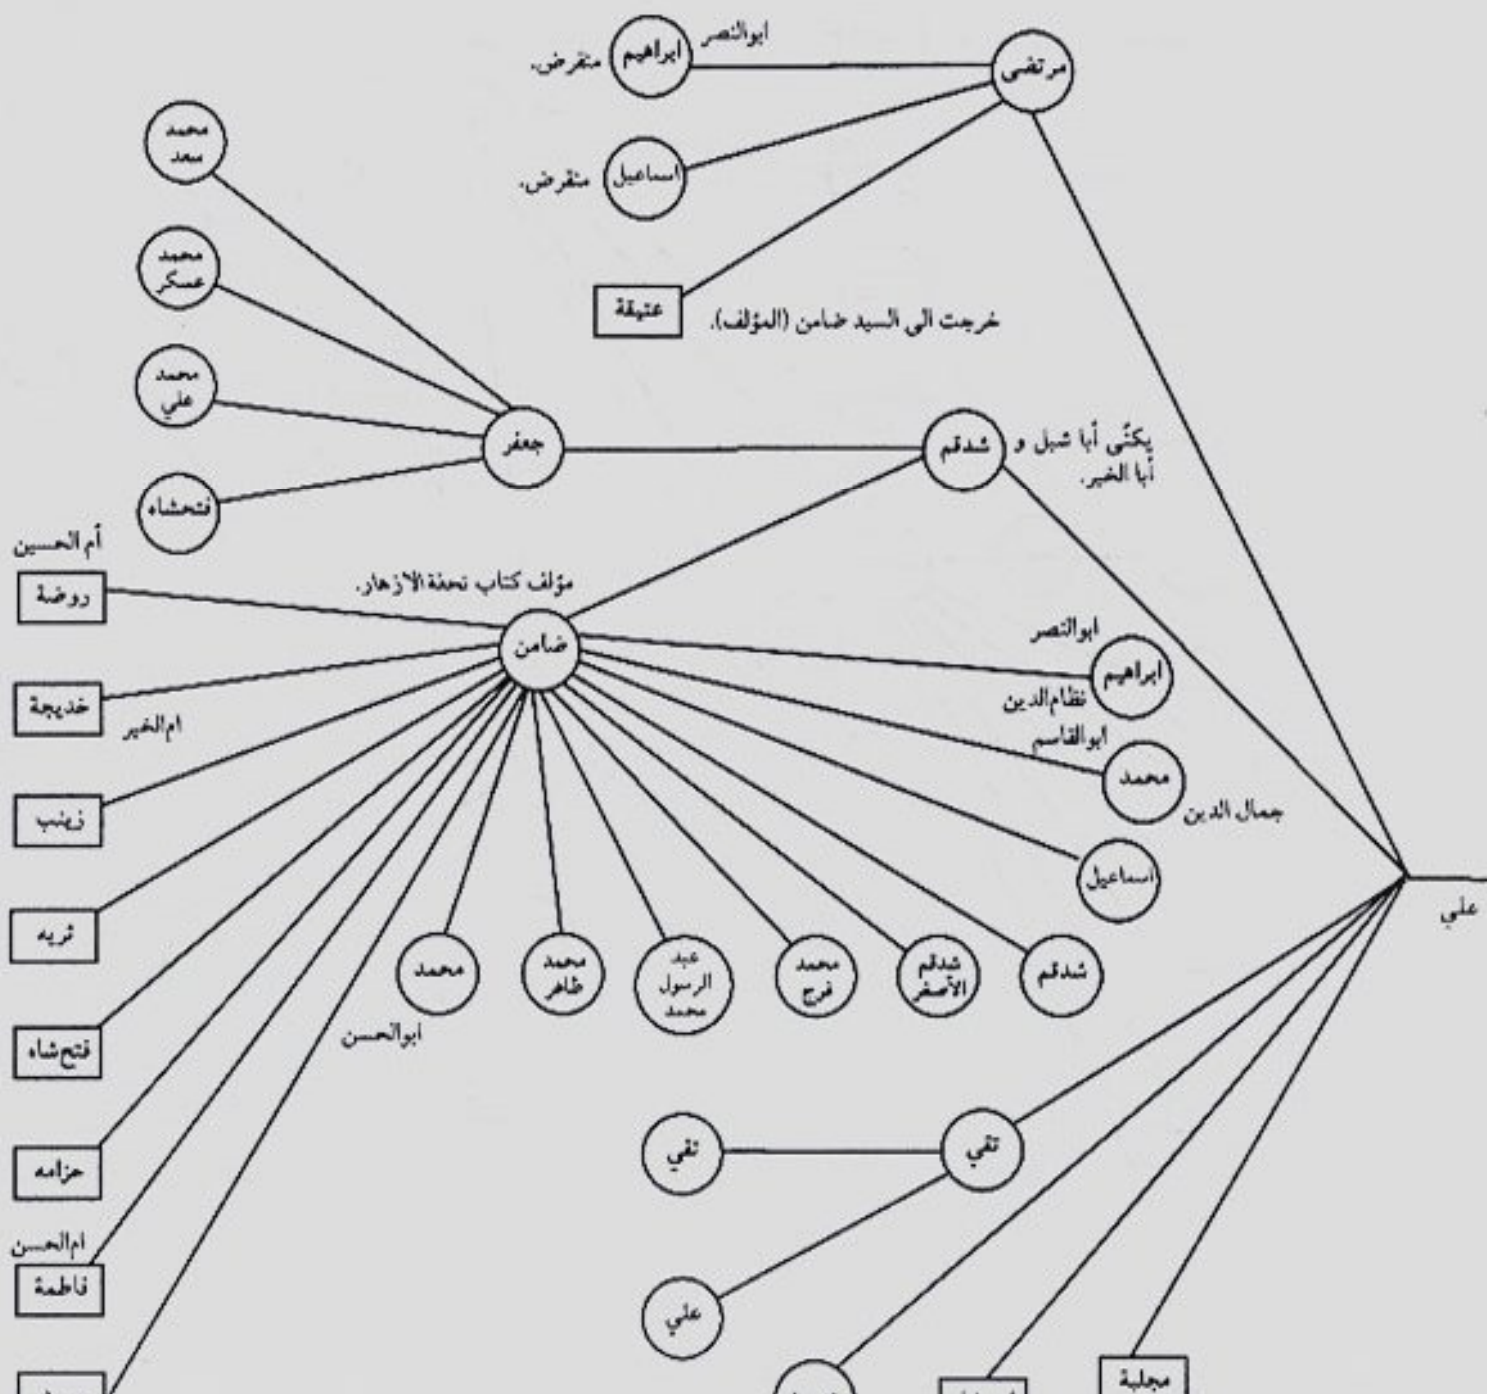 ابوالنصر
ابراهيم
منقرض.
مرتضى
محمد
سعد
اسماعيل
منقرض.
محمد
عسكر
عتيقة
خرجت الى السيد ضامن (المؤلف).
محمد
علي
جعفر
شدقم
يكنّى أبا شبل و
أبا الخير.
فتحشاه
أم الحسين
روضة
مؤلف كتاب تحفة الازهار.
ضامن
ابوالنصر
ابراهيم
نظام‌الدين
خديجة
ام‌الخير
ابوالقاسم
محمد
جمال الدين
زينب
اسماعيل
علي
ثريه
محمد
ابوالحسن
محمد
طاهر
عبد
الرسول
محمد
محمد
فرج
شدقم
الأصغر
شدقم
فتح‌شاه
تقي
تقي
حزامه
ام‌الحسن
فاطمة
علي
مجلية